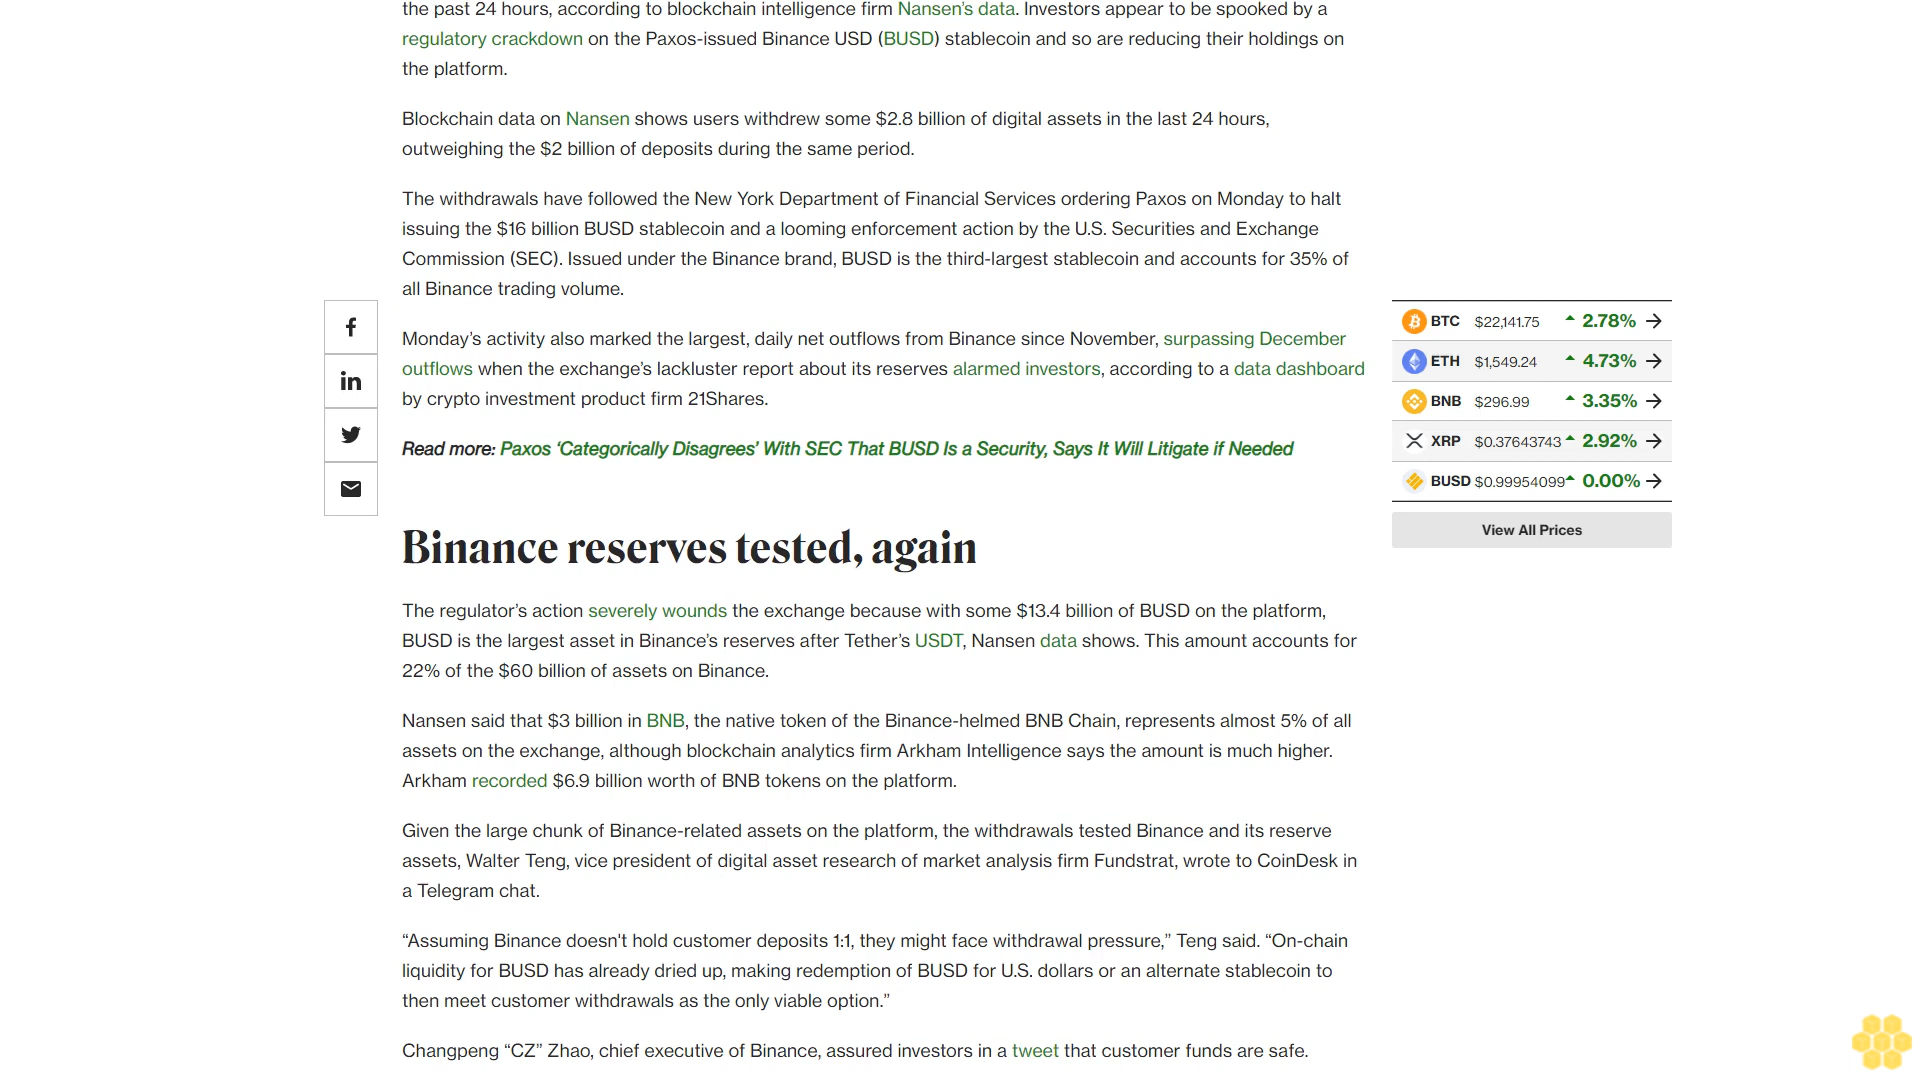 the past 24 hours, according to blockchain intelligence firm Nansen’s data. Investors appear to be spooked by a
regulatory crackdown on the Paxos-issued Binance USD (BUSD) stablecoin and so are reducing their holdings on
the platform.
Blockchain data on Nansen shows users withdrew some $2.8 billion of digital assets in the last 24 hours,
outweighing the $2 billion of deposits during the same period.
The withdrawals have followed the New York Department of Financial Services ordering Paxos on Monday to halt
issuing the $16 billion BUSD stablecoin and a looming enforcement action by the U.S. Securities and Exchange
Commission (SEC). Issued under the Binance brand, BUSD is the third-largest stablecoin and accounts for 35% of
all Binance trading volume.
Monday’s activity also marked the largest, daily net outflows from Binance since November, surpassing December
outflows when the exchange’s lackluster report about its reserves alarmed investors, according to a data dashboard
by crypto investment product firm 21Shares.
Read more: Paxos ‘Categorically Disagrees’ With SEC That BUSD Is a Security, Says It Will Litigate if Needed
Binance reserves tested, again
The regulator’s action severely wounds the exchange because with some $13.4 billion of BUSD on the platform,
BUSD is the largest asset in Binance’s reserves after Tether’s USDT, Nansen data shows. This amount accounts for
22% of the $60 billion of assets on Binance.
Nansen said that $3 billion in BNB, the native token of the Binance-helmed BNB Chain, represents almost 5% of all
assets on the exchange, although blockchain analytics firm Arkham Intelligence says the amount is much higher.
Arkham recorded $6.9 billion worth of BNB tokens on the platform.
Given the large chunk of Binance-related assets on the platform, the withdrawals tested Binance and its reserve
assets, Walter Teng, vice president of digital asset research of market analysis firm Fundstrat, wrote to CoinDesk in
a Telegram chat.
“Assuming Binance doesn't hold customer deposits 1:1, they might face withdrawal pressure,” Teng said. “On-chain
liquidity for BUSD has already dried up, making redemption of BUSD for U.S. dollars or an alternate stablecoin to
then meet customer withdrawals as the only viable option.”
Changpeng “CZ” Zhao, chief executive of Binance, assured investors in a tweet that customer funds are safe.
BTC $22,141.75 2.78%
ETH $1,549.24 4.73%
BNB $296.99 3.35%
XRP $0.37643743 2.92%
BUSD $0.99954099 0.00%
View All Prices